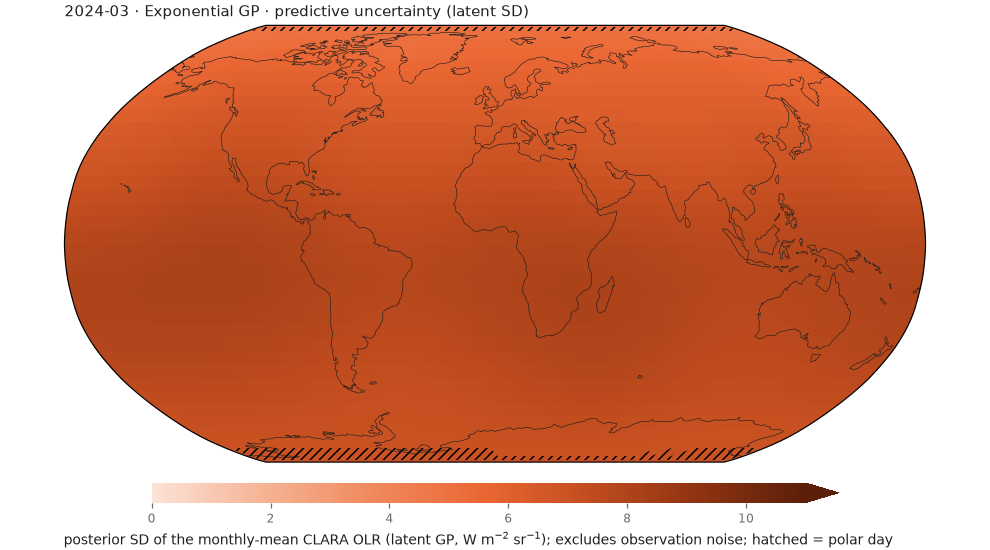 2024-03 · Exponential GP · predictive uncertainty (latent SD)
0 2 4 6 8 10
posterior SD of the monthly-mean CLARA OLR (latent GP, W m⁻² sr⁻¹); excludes observation noise; hatched = polar day